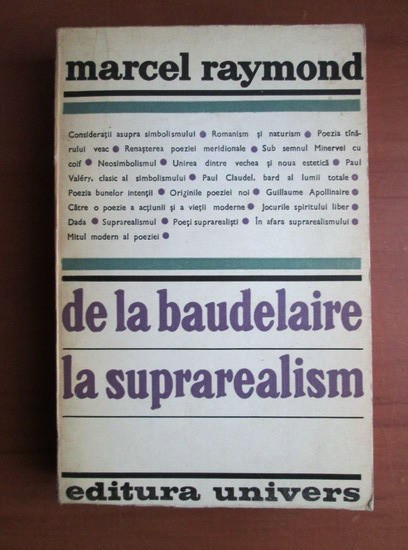 marcel raymond
Considerații asupra simbolismului ● Romanism și naturism ● Poezia tînă-
rului veac ● Renașterea poeziei meridionale ● Sub semnul Minervei cu
coif ● Neosimbolismul ● Unirea dintre vechea și noua estetică ● Paul
Valéry, clasic al simbolismului ● Paul Claudel, bard al lumii totale ●
Poezia bunelor intenții ● Originile poeziei noi ● Guillaume Apollinaire ●
Către o poezie a acțiunii și a vieții moderne ● Jocurile spiritului liber ●
Dada ● Suprarealismul ● Poeți suprarealiști ● În afara suprarealismului ●
Mitul modern al poeziei ●
de la baudelaire
la suprarealism
editura univers